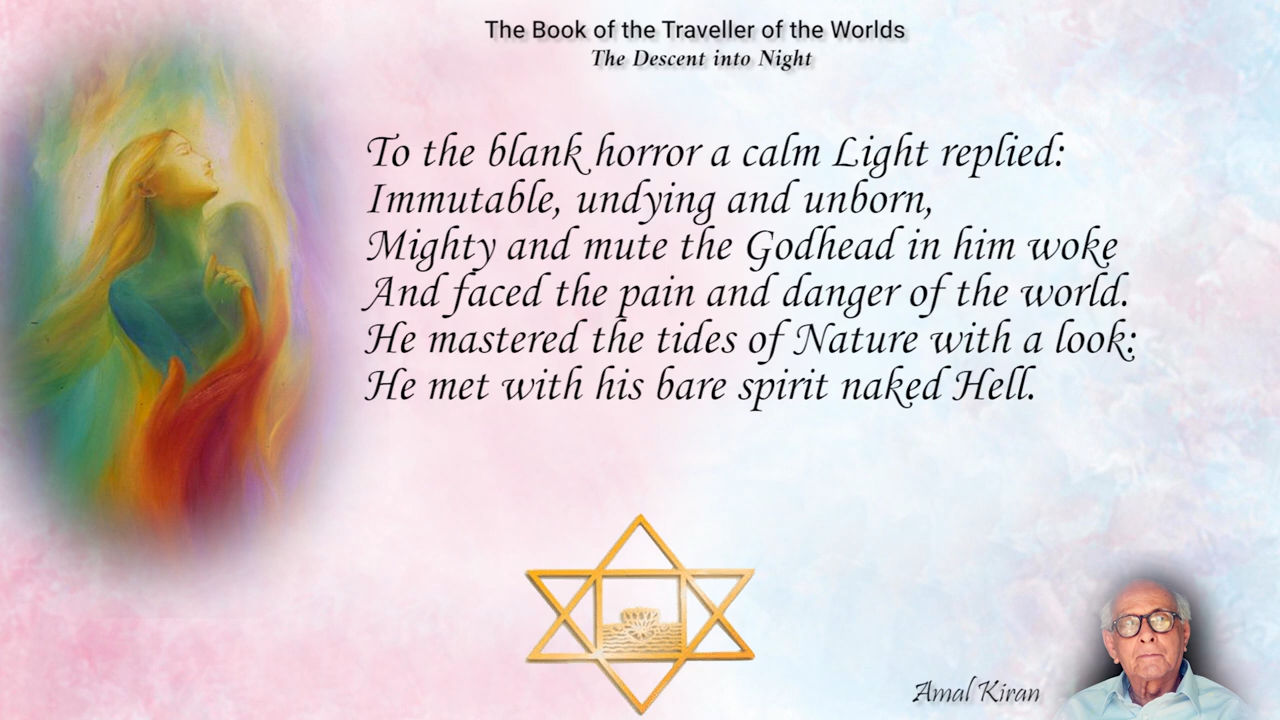 The Book of the Traveller of the Worlds
The Descent into Night
To the blank horror a calm Light replied:
Immutable, undying and unborn,
Mighty and mute the Godhead in him woke
And faced the pain and danger of the world.
He mastered the tides of Nature with a look:
He met with his bare spirit naked Hell.
Amal Kiran